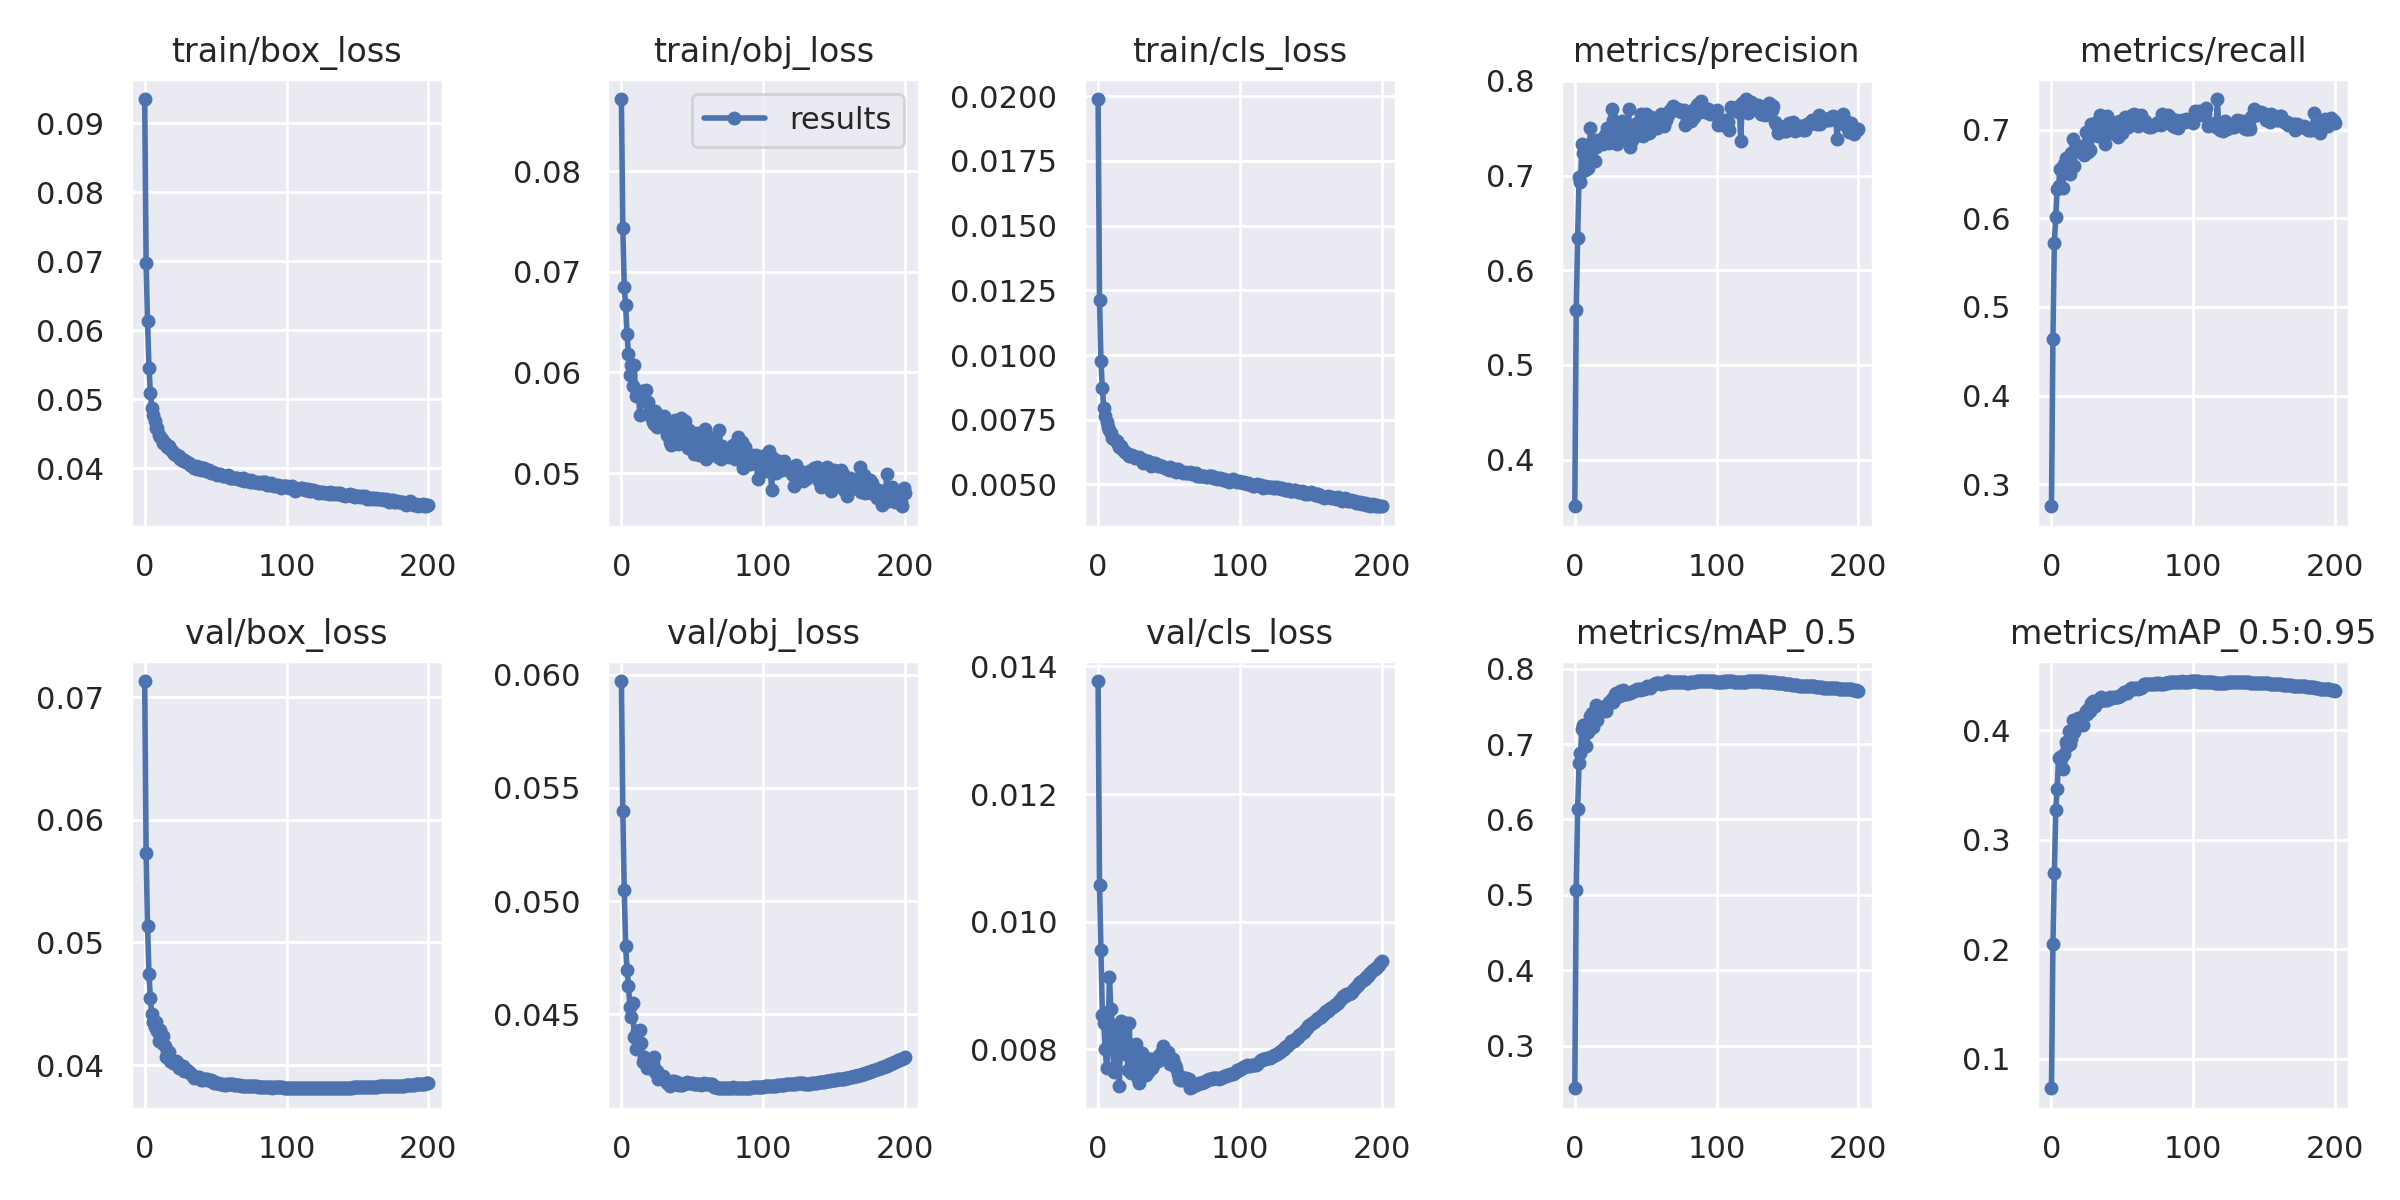 train/box_loss
0.09
0.08
0.07
0.06
0.05
0.04
0 100 200
train/obj_loss
results
0.08
0.07
0.06
0.05
0 100 200
train/cls_loss
0.0200
0.0175
0.0150
0.0125
0.0100
0.0075
0.0050
0 100 200
metrics/precision
0.8
0.7
0.6
0.5
0.4
0 100 200
metrics/recall
0.7
0.6
0.5
0.4
0.3
0 100 200
val/box_loss
0.07
0.06
0.05
0.04
0 100 200
val/obj_loss
0.060
0.055
0.050
0.045
0 100 200
val/cls_loss
0.014
0.012
0.010
0.008
0 100 200
metrics/mAP_0.5
0.8
0.7
0.6
0.5
0.4
0.3
0 100 200
metrics/mAP_0.5:0.95
0.4
0.3
0.2
0.1
0 100 200